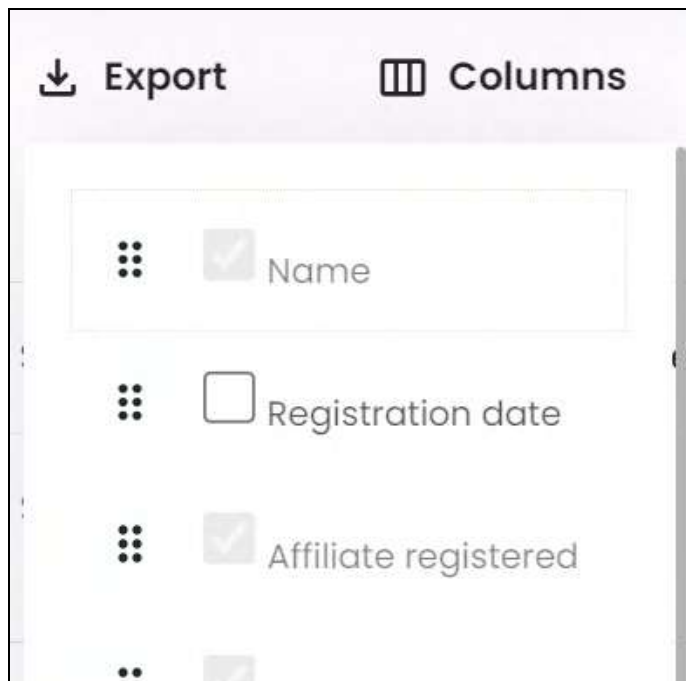 Export Columns
Name
Registration date
Affiliate registered